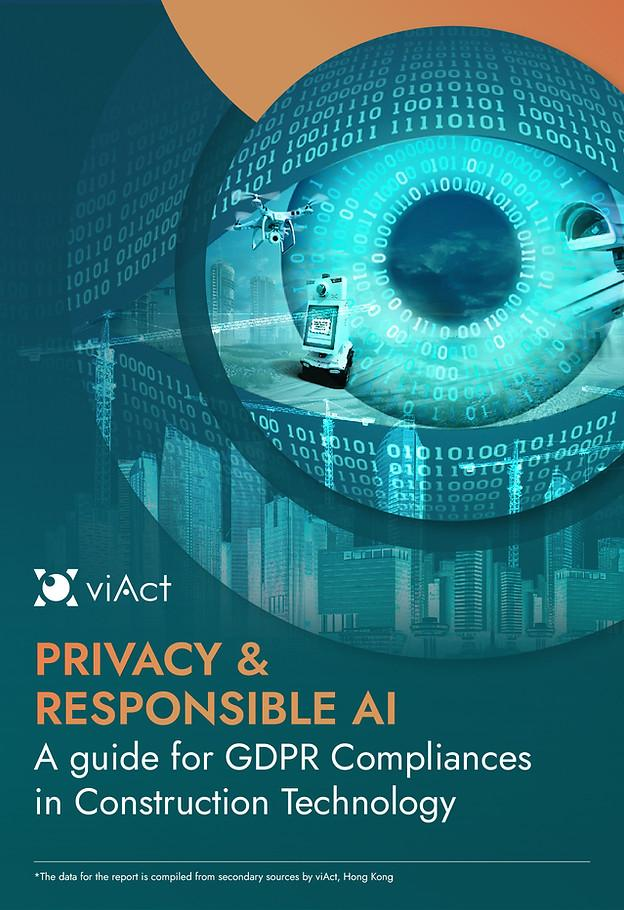 viAct
PRIVACY &
RESPONSIBLE AI
A guide for GDPR Compliances
in Construction Technology
*The data for the report is compiled from secondary sources by viAct, Hong Kong